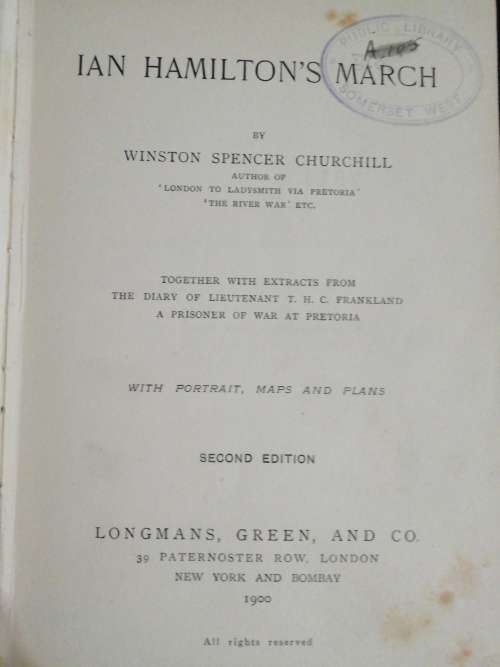 PUBLIC LIBRARY
A.105
SOMERSET WEST
IAN HAMILTON'S MARCH
BY
WINSTON SPENCER CHURCHILL
AUTHOR OF
'LONDON TO LADYSMITH VIA PRETORIA'
'THE RIVER WAR' ETC.
TOGETHER WITH EXTRACTS FROM
THE DIARY OF LIEUTENANT T. H. C. FRANKLAND
A PRISONER OF WAR AT PRETORIA
WITH PORTRAIT, MAPS AND PLANS
SECOND EDITION
LONGMANS, GREEN, AND CO.
39 PATERNOSTER ROW, LONDON
NEW YORK AND BOMBAY
1900
All rights reserved